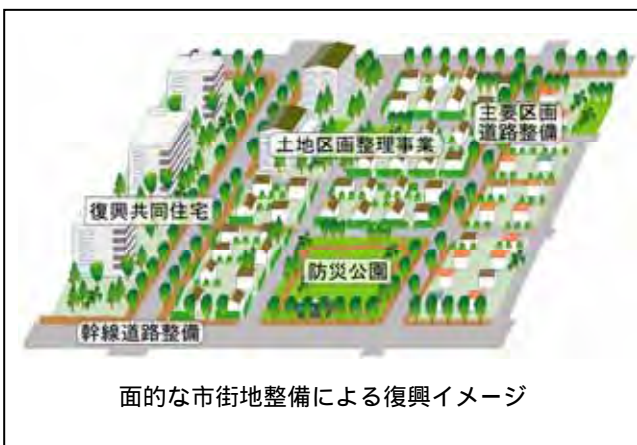 主要区画
道路整備
土地区画整理事業
復興共同住宅
防災公園
幹線道路整備
面的な市街地整備による復興イメージ